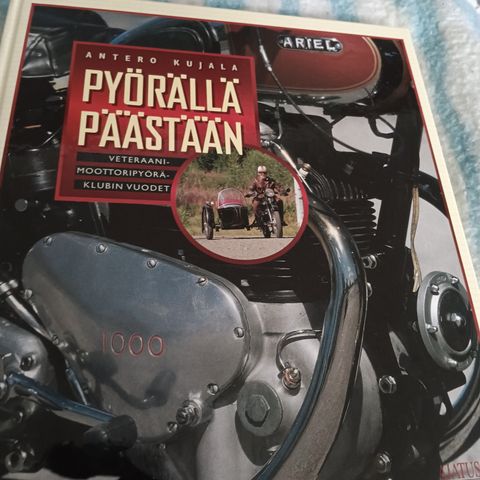 ANTERO KUJALA
PYÖRÄLLÄ
PÄÄSTÄÄN
VETERAANI-
MOOTTORIPYÖRÄ-
KLUBIN VUODET
ARIEL
1000